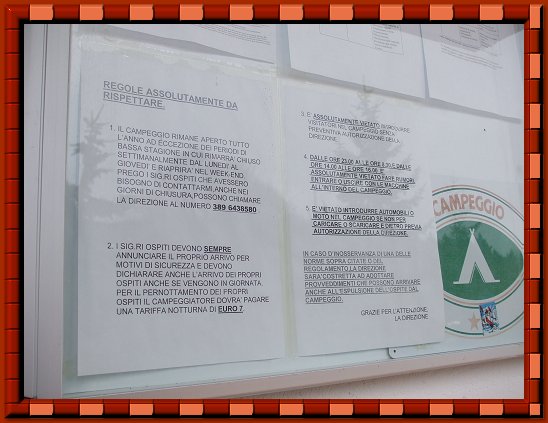 REGOLE ASSOLUTAMENTE DA
RISPETTARE.
1. IL CAMPEGGIO RIMANE APERTO TUTTO
L'ANNO AD ECCEZIONE DEI PERIODI DI
BASSA STAGIONE IN CUI RIMARRA' CHIUSO
SETTIMANALMENTE DAL LUNEDI' AL
GIOVEDI' E RIAPRIRA' NEL WEEK-END.
PREGO I SIG.RI OSPITI CHE AVESSERO
BISOGNO DI CONTATTARMI, ANCHE NEI
GIORNI DI CHIUSURA, POSSONO CHIAMARE
LA DIREZIONE AL NUMERO 389 6436580
2. I SIG.RI OSPITI DEVONO SEMPRE
ANNUNCIARE IL PROPRIO ARRIVO PER
MOTIVI DI SICUREZZA E DEVONO
DICHIARARE ANCHE L'ARRIVO DEI PROPRI
OSPITI ANCHE SE VENGONO IN GIORNATA.
PER IL PERNOTTAMENTO DEI PROPRI
OSPITI IL CAMPEGGIATORE DOVRA' PAGARE
UNA TARIFFA NOTTURNA DI EURO 7.
3. E' ASSOLUTAMENTE VIETATO INTRODURRE
VISITATORI NEL CAMPEGGIO SENZA
PREVENTIVA AUTORIZZAZIONE DELLA
DIREZIONE.
4. DALLE ORE 23,00 ALLE ORE 8,30 E DALLE
ORE 14,00 ALLE ORE 16,00 E'
ASSOLUTAMENTE VIETATO FARE RUMORI,
ENTRARE O USCIRE CON LE MACCHINE
ALL'INTERNO DEL CAMPEGGIO.
5. E' VIETATO INTRODURRE AUTOMOBILI O
MOTO NEL CAMPEGGIO SE NON PER
CARICARE O SCARICARE E DIETRO PREVIA
AUTORIZZAZIONE DELLA DIREZIONE.
IN CASO D'INOSSERVANZA DI UNA DELLE
NORME SOPRA CITATE O DEL
REGOLAMENTO, LA DIREZIONE
SARA' COSTRETTA AD ADOTTARE
PROVVEDIMENTI CHE POSSONO ARRIVARE
ANCHE ALL'ESPULSIONE DELL'OSPITE DAL
CAMPEGGIO.
GRAZIE PER L'ATTENZIONE.
LA DIREZIONE
CAMPEGGIO